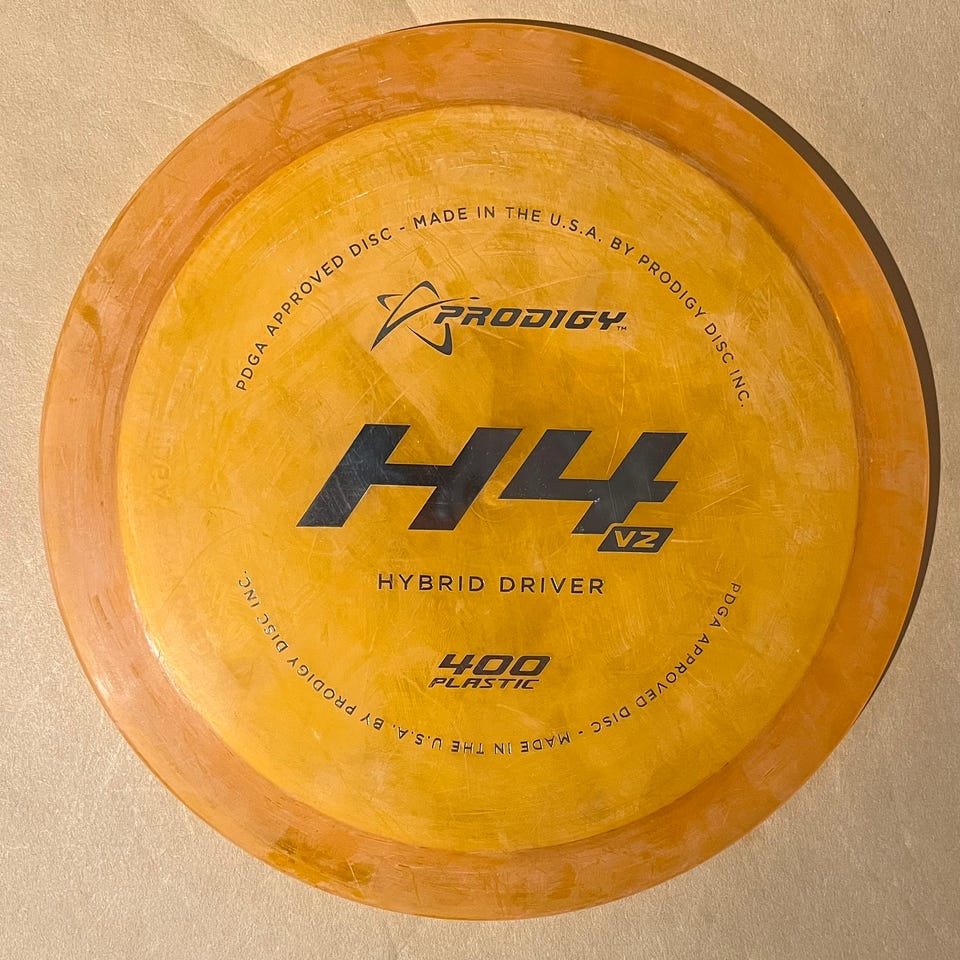 PDGA APPROVED DISC - MADE IN THE U.S.A. BY PRODIGY DISC INC.
PRODIGY™
H4
V2
HYBRID DRIVER
400
PLASTIC
PDGA APPROVED DISC - MADE IN THE U.S.A. BY PRODIGY DISC INC.